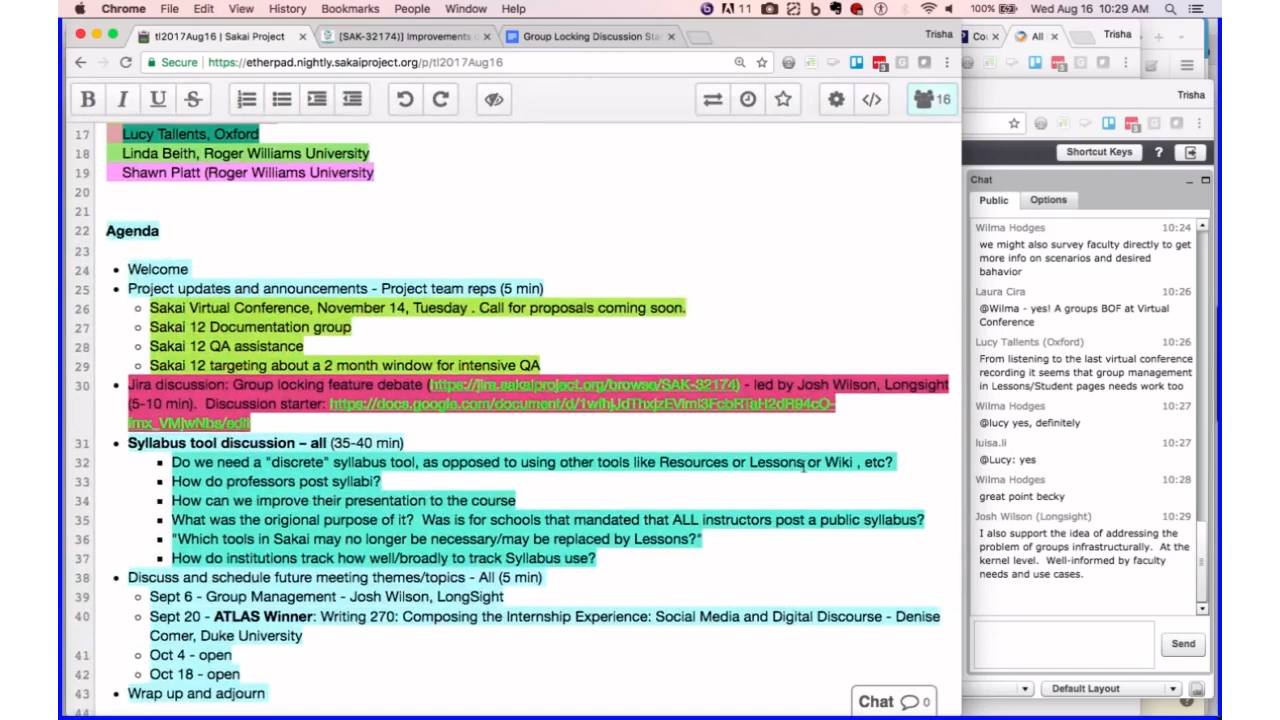 Chrome File Edit View History Bookmarks People Window Help 11 100% Wed Aug 16 10:29 AM
tl2017Aug16 | Sakai Project × [SAK-32174)] Improvements × Group Locking Discussion Sta × Trisha
× All × Trisha
Secure | https://etherpad.nightly.sakaiproject.org/p/tl2017Aug16
B I U S </> 16
Trisha
Shortcut Keys ?
17 Lucy Tallents, Oxford
18 Linda Beith, Roger Williams University
19 Shawn Platt (Roger Williams University
20
21
22 Agenda
23
24 Welcome
25 Project updates and announcements - Project team reps (5 min)
26 Sakai Virtual Conference, November 14, Tuesday . Call for proposals coming soon.
27 Sakai 12 Documentation group
28 Sakai 12 QA assistance
29 Sakai 12 targeting about a 2 month window for intensive QA
30 Jira discussion: Group locking feature debate (https://jira.sakaiproject.org/browse/SAK-32174) - led by Josh Wilson, Longsight
(5-10 min). Discussion starter:
31 Syllabus tool discussion – all (35-40 min)
32 Do we need a "discrete" syllabus tool, as opposed to using other tools like Resources or Lessons or Wiki , etc?
33 How do professors post syllabi?
34 How can we improve their presentation to the course
35 What was the origional purpose of it? Was is for schools that mandated that ALL instructors post a public syllabus?
36 "Which tools in Sakai may no longer be necessary/may be replaced by Lessons?"
37 How do institutions track how well/broadly to track Syllabus use?
38 Discuss and schedule future meeting themes/topics - All (5 min)
39 Sept 6 - Group Management - Josh Wilson, LongSight
40 Sept 20 - ATLAS Winner: Writing 270: Composing the Internship Experience: Social Media and Digital Discourse - Denise
Comer, Duke University
41 Oct 4 - open
42 Oct 18 - open
43 Wrap up and adjourn
44
Chat 0
Chat
Public Options
Wilma Hodges 10:24
we might also survey faculty directly to get
more info on scenarios and desired
bahavior
Laura Cira 10:26
@Wilma - yes! A groups BOF at Virtual
Conference
Lucy Tallents (Oxford) 10:26
From listening to the last virtual conference
recording it seems that group management
in Lessons/Student pages needs work too
Wilma Hodges 10:27
@lucy yes, definitely
luisa.li 10:27
@Lucy: yes
Wilma Hodges 10:28
great point becky
Josh Wilson (Longsight) 10:29
I also support the idea of addressing the
problem of groups infrastructurally. At the
kernel level. Well-informed by faculty
needs and use cases.
Send
Default Layout